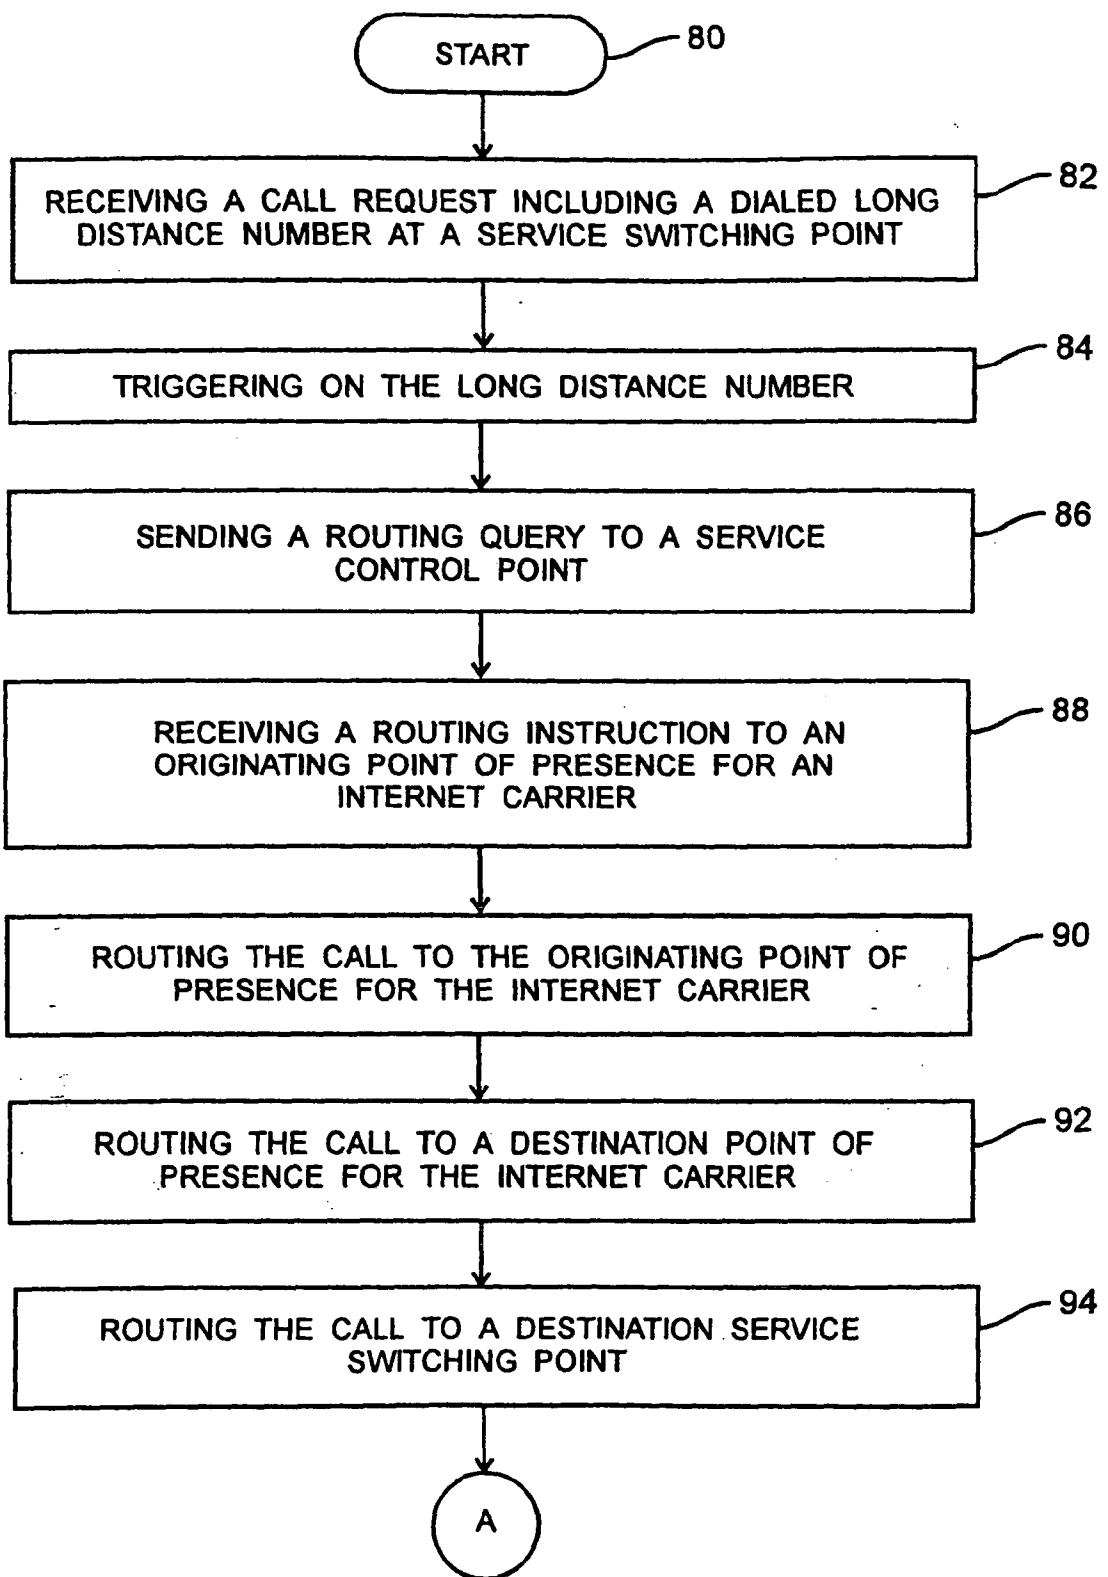 START
80
RECEIVING A CALL REQUEST INCLUDING A DIALED LONG
DISTANCE NUMBER AT A SERVICE SWITCHING POINT
82
TRIGGERING ON THE LONG DISTANCE NUMBER
84
SENDING A ROUTING QUERY TO A SERVICE
CONTROL POINT
86
RECEIVING A ROUTING INSTRUCTION TO AN
ORIGINATING POINT OF PRESENCE FOR AN
INTERNET CARRIER
88
ROUTING THE CALL TO THE ORIGINATING POINT OF
PRESENCE FOR THE INTERNET CARRIER
90
ROUTING THE CALL TO A DESTINATION POINT OF
PRESENCE FOR THE INTERNET CARRIER
92
ROUTING THE CALL TO A DESTINATION SERVICE
SWITCHING POINT
94
A